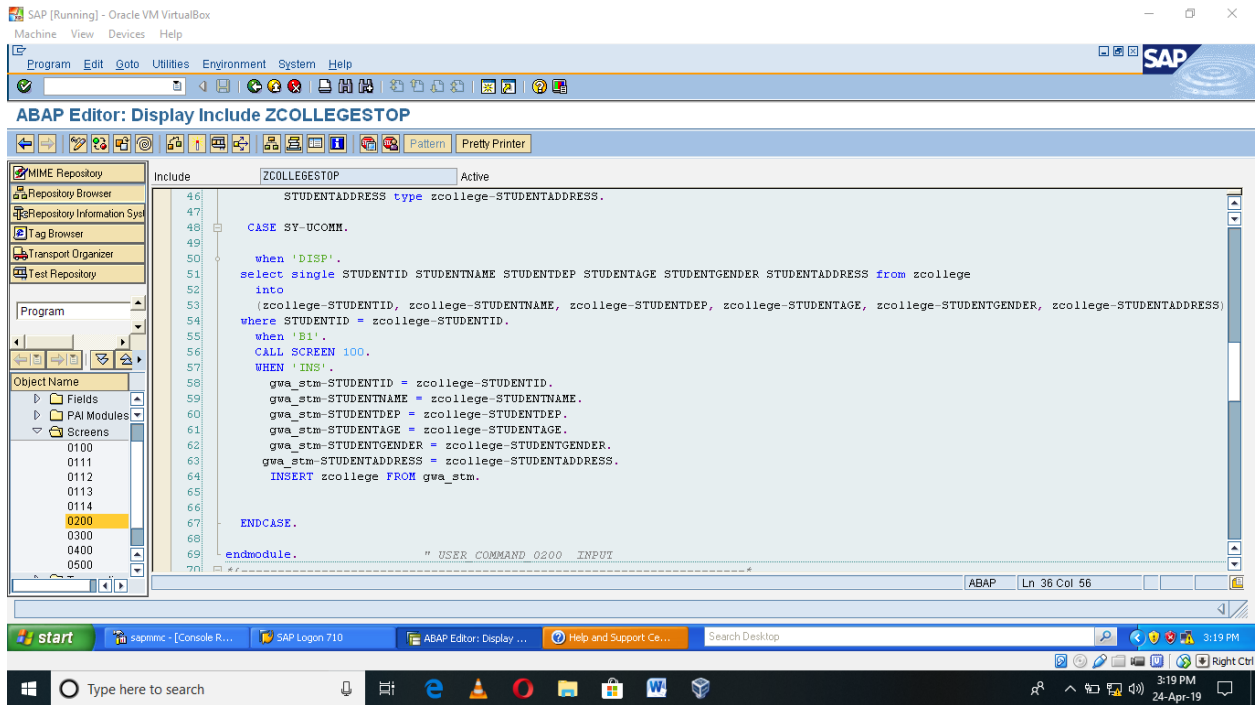 SAP [Running] - Oracle VM VirtualBox
Machine View Devices Help
Program Edit Goto Utilities Environment System Help
SAP
ABAP Editor: Display Include ZCOLLEGESTOP
Pattern Pretty Printer
MIME Repository
Repository Browser
Repository Information Sys
Tag Browser
Transport Organizer
Test Repository
Program
Object Name
Fields
PAI Modules
Screens
0100
0111
0112
0113
0114
0200
0300
0400
0500
Include ZCOLLEGESTOP Active
46 STUDENTADDRESS type zcollege-STUDENTADDRESS.
47
48 CASE SY-UCOMM.
49
50 when 'DISP'.
51 select single STUDENTID STUDENTNAME STUDENTDEP STUDENTAGE STUDENTGENDER STUDENTADDRESS from zcollege
52 into
53 (zcollege-STUDENTID, zcollege-STUDENTNAME, zcollege-STUDENTDEP, zcollege-STUDENTAGE, zcollege-STUDENTGENDER, zcollege-STUDENTADDRESS)
54 where STUDENTID = zcollege-STUDENTID.
55 when 'B1'.
56 CALL SCREEN 100.
57 WHEN 'INS'.
58 gwa_stm-STUDENTID = zcollege-STUDENTID.
59 gwa_stm-STUDENTNAME = zcollege-STUDENTNAME.
60 gwa_stm-STUDENTDEP = zcollege-STUDENTDEP.
61 gwa_stm-STUDENTAGE = zcollege-STUDENTAGE.
62 gwa_stm-STUDENTGENDER = zcollege-STUDENTGENDER.
63 gwa_stm-STUDENTADDRESS = zcollege-STUDENTADDRESS.
64 INSERT zcollege FROM gwa_stm.
65
66
67 ENDCASE.
68
69 endmodule. " USER_COMMAND_0200 INPUT
70 *&---------------------------------------------------------------------*
ABAP Ln 36 Col 56
start sapmmc - [Console R... SAP Logon 710 ABAP Editor: Display ... Help and Support Ce... Search Desktop 3:19 PM
Right Ctrl
Type here to search
3:19 PM
24-Apr-19